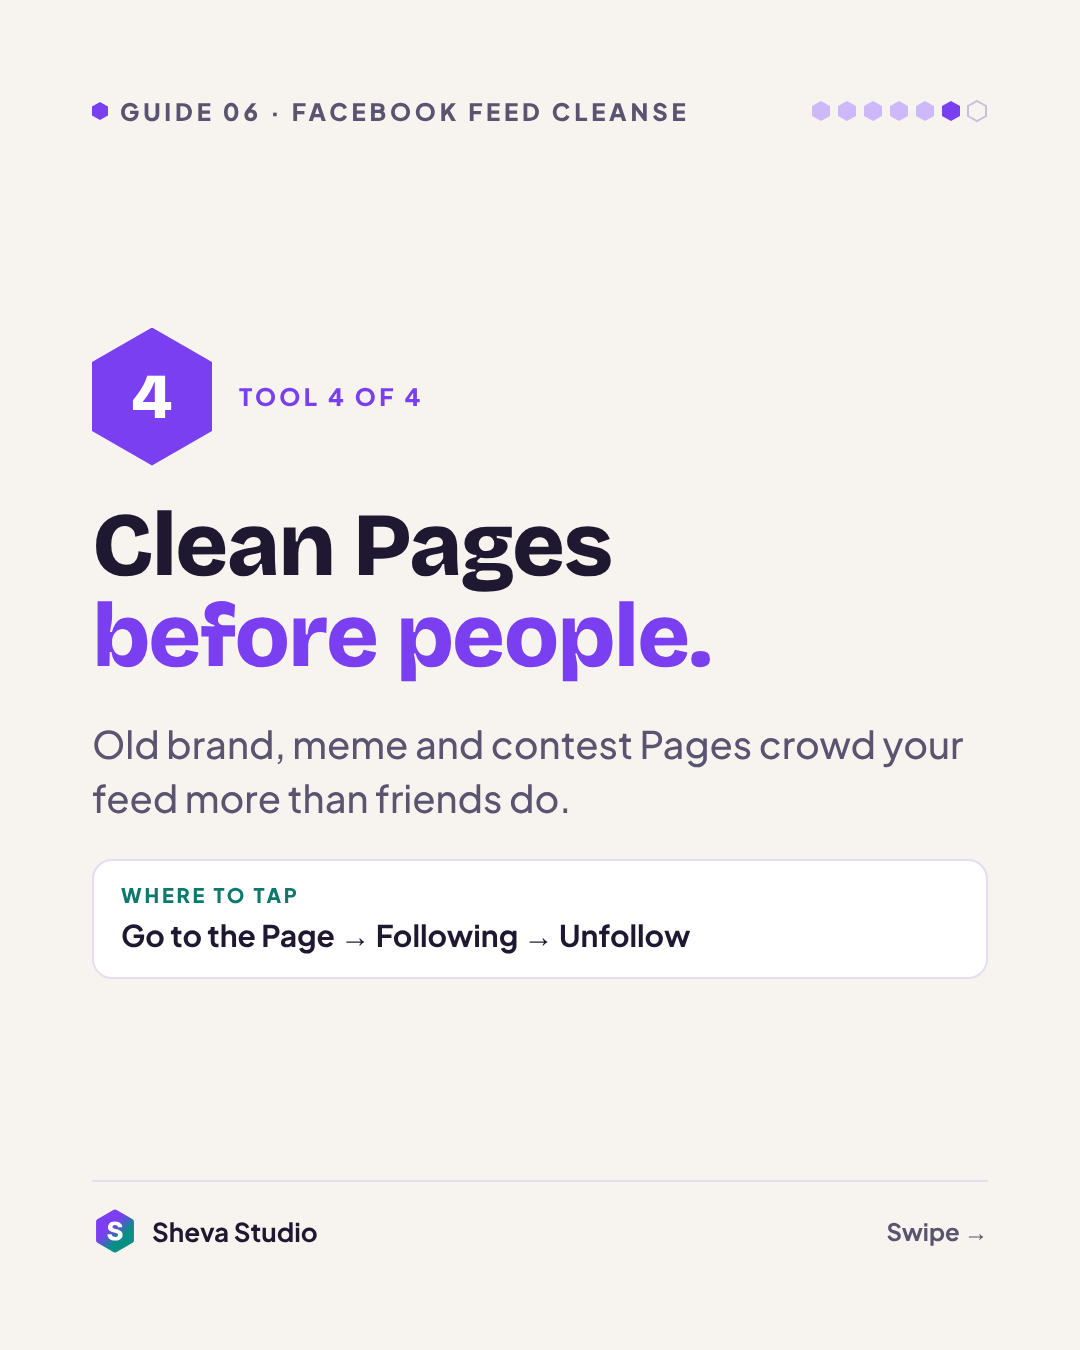 GUIDE 06 · FACEBOOK FEED CLEANSE
4
TOOL 4 OF 4
Clean Pages
before people.
Old brand, meme and contest Pages crowd your
feed more than friends do.
WHERE TO TAP
Go to the Page → Following → Unfollow
S
Sheva Studio
Swipe →